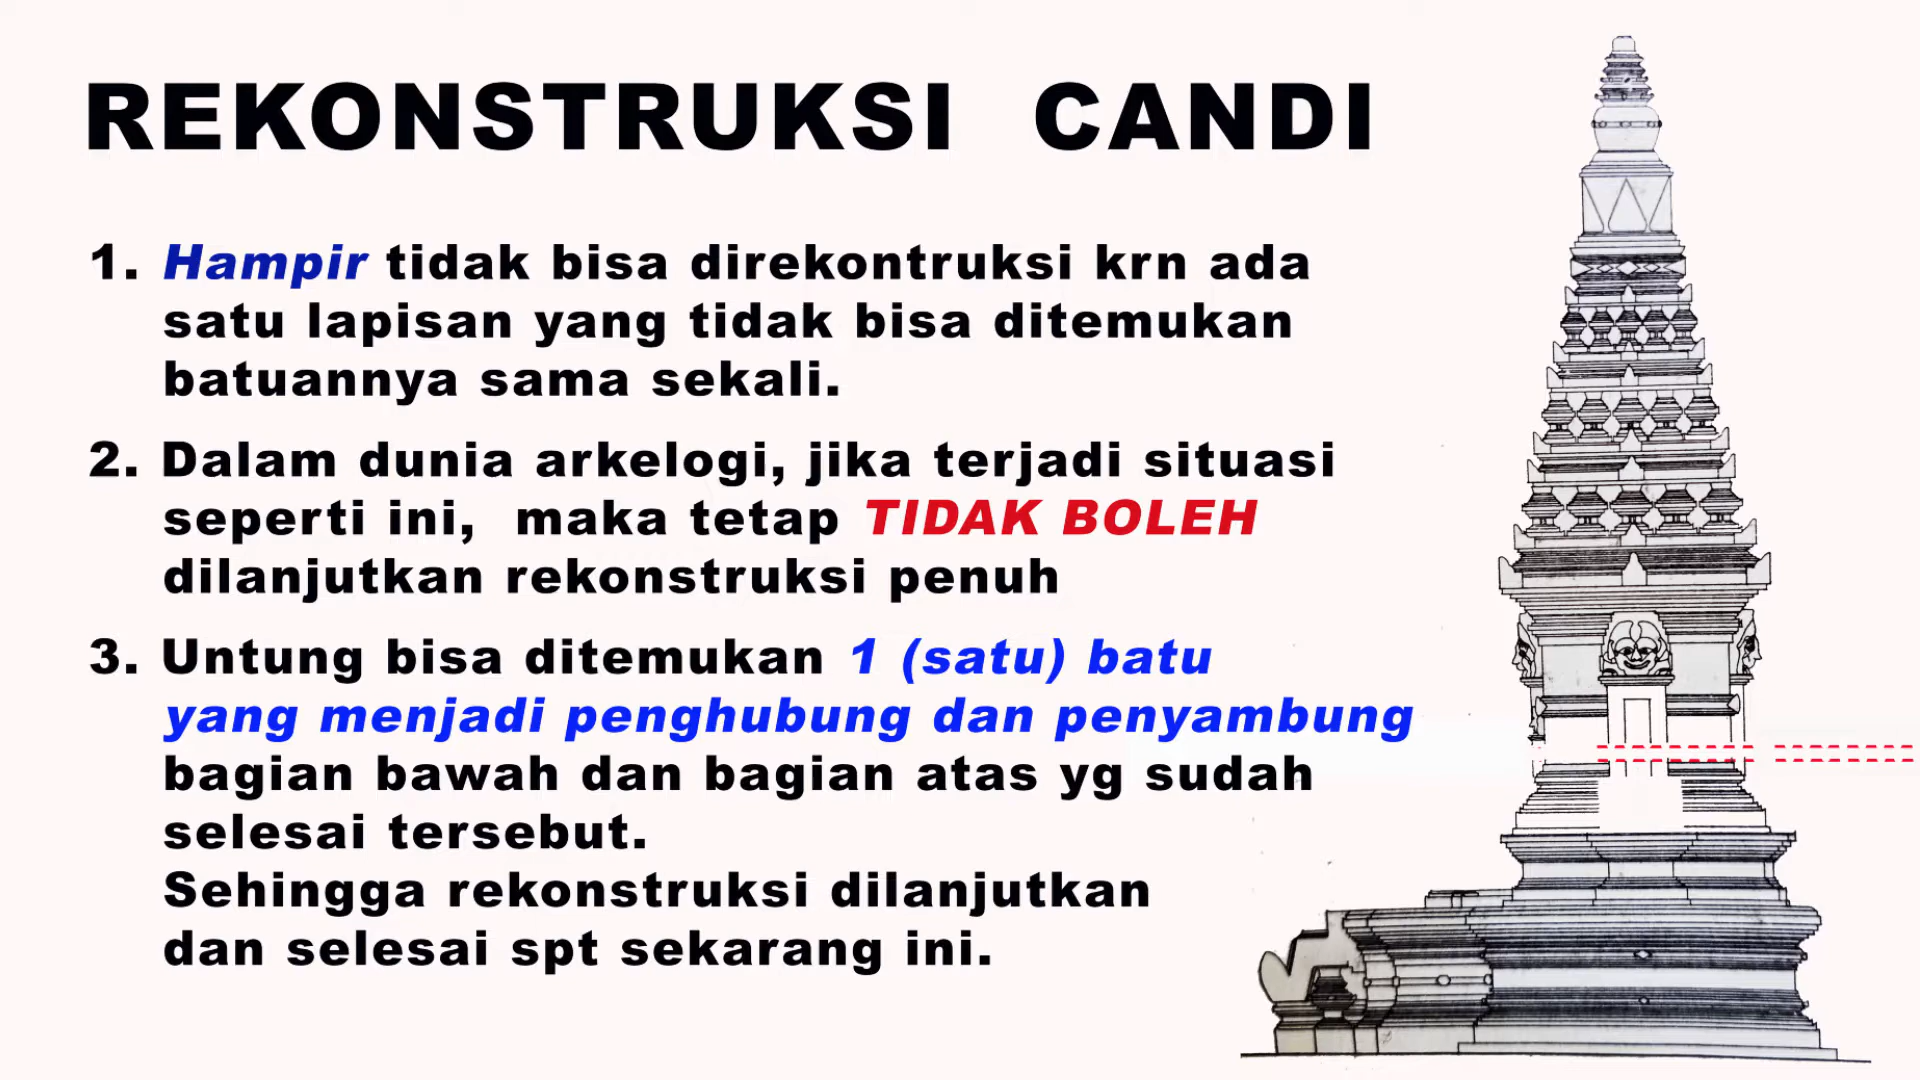 REKONSTRUKSI CANDI
1. Hampir tidak bisa direkontruksi krn ada
satu lapisan yang tidak bisa ditemukan
batuannya sama sekali.
2. Dalam dunia arkelogi, jika terjadi situasi
seperti ini, maka tetap TIDAK BOLEH
dilanjutkan rekonstruksi penuh
3. Untung bisa ditemukan 1 (satu) batu
yang menjadi penghubung dan penyambung
bagian bawah dan bagian atas yg sudah
selesai tersebut.
Sehingga rekonstruksi dilanjutkan
dan selesai spt sekarang ini.